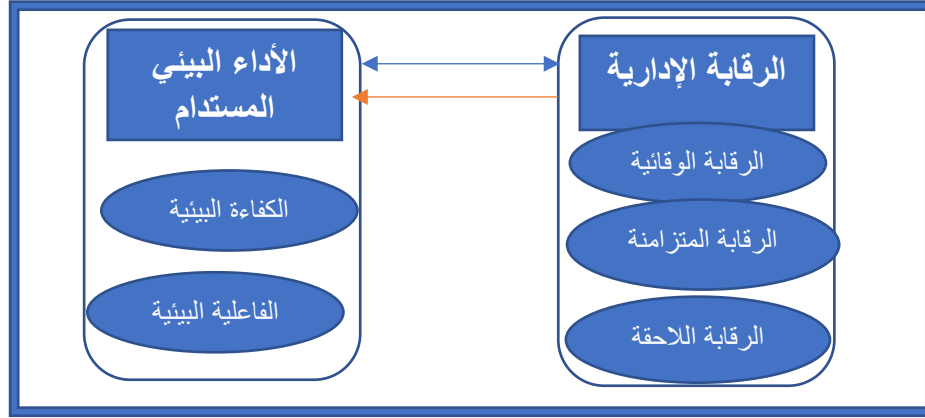 الرقابة الإدارية
الرقابة الوقائية
الرقابة المتزامنة
الرقابة اللاحقة
الأداء البيئي
المستدام
الكفاءة البيئية
الفاعلية البيئية